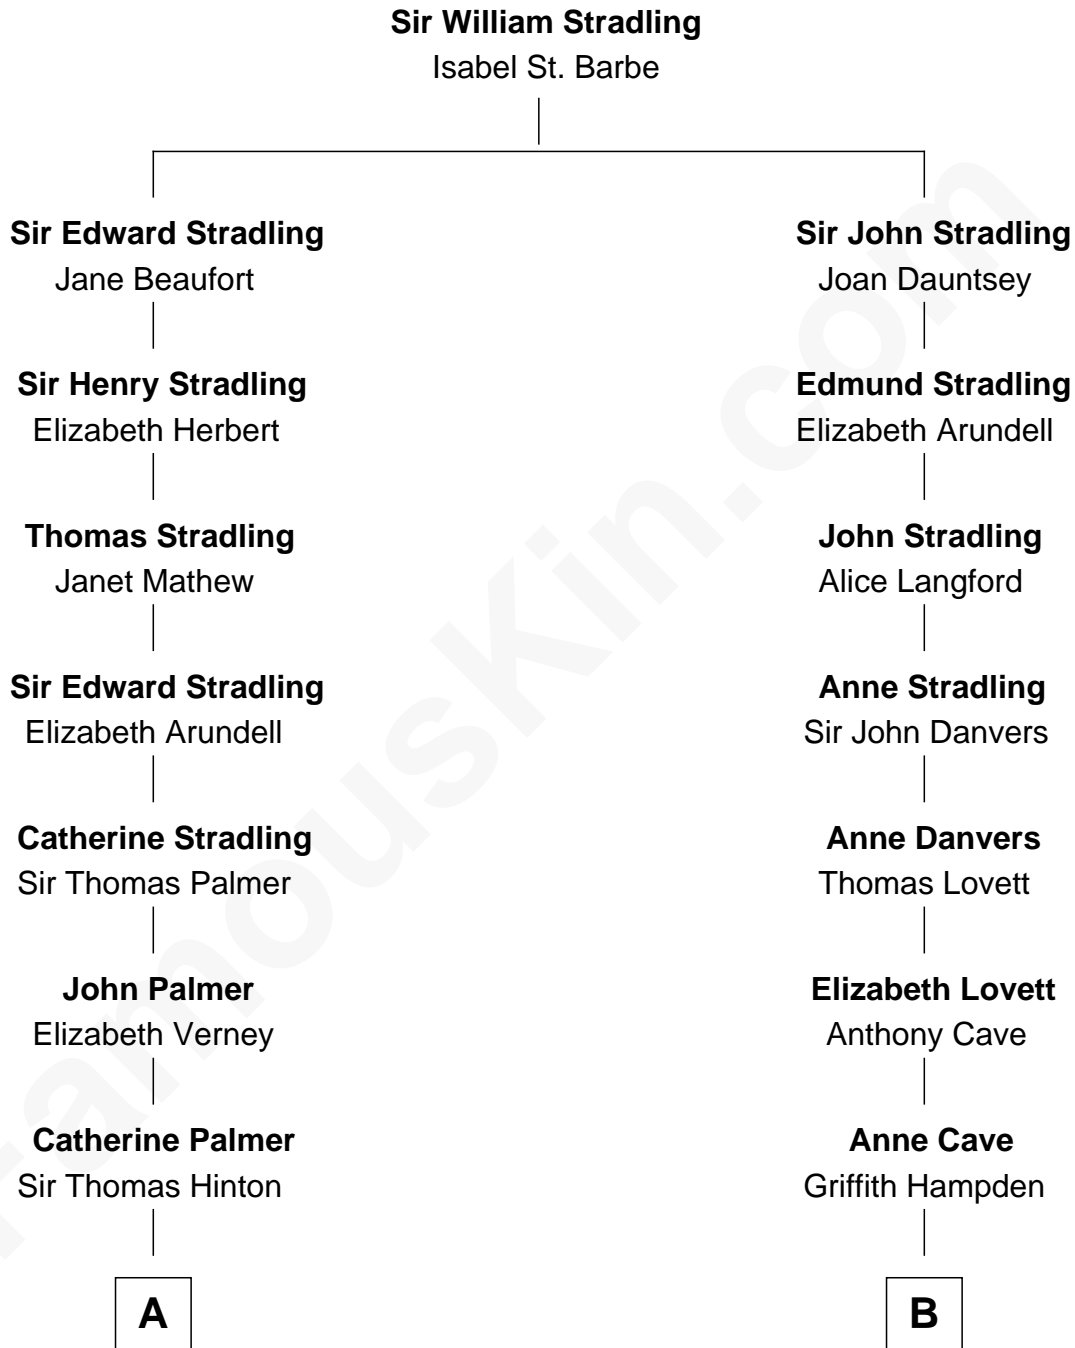 Sir William Stradling
Isabel St. Barbe
Sir Edward Stradling
Jane Beaufort
Sir Henry Stradling
Elizabeth Herbert
Thomas Stradling
Janet Mathew
Sir Edward Stradling
Elizabeth Arundell
Catherine Stradling
Sir Thomas Palmer
John Palmer
Elizabeth Verney
Catherine Palmer
Sir Thomas Hinton
A
Sir John Stradling
Joan Dauntsey
Edmund Stradling
Elizabeth Arundell
John Stradling
Alice Langford
Anne Stradling
Sir John Danvers
Anne Danvers
Thomas Lovett
Elizabeth Lovett
Anthony Cave
Anne Cave
Griffith Hampden
B
FamousKin.com